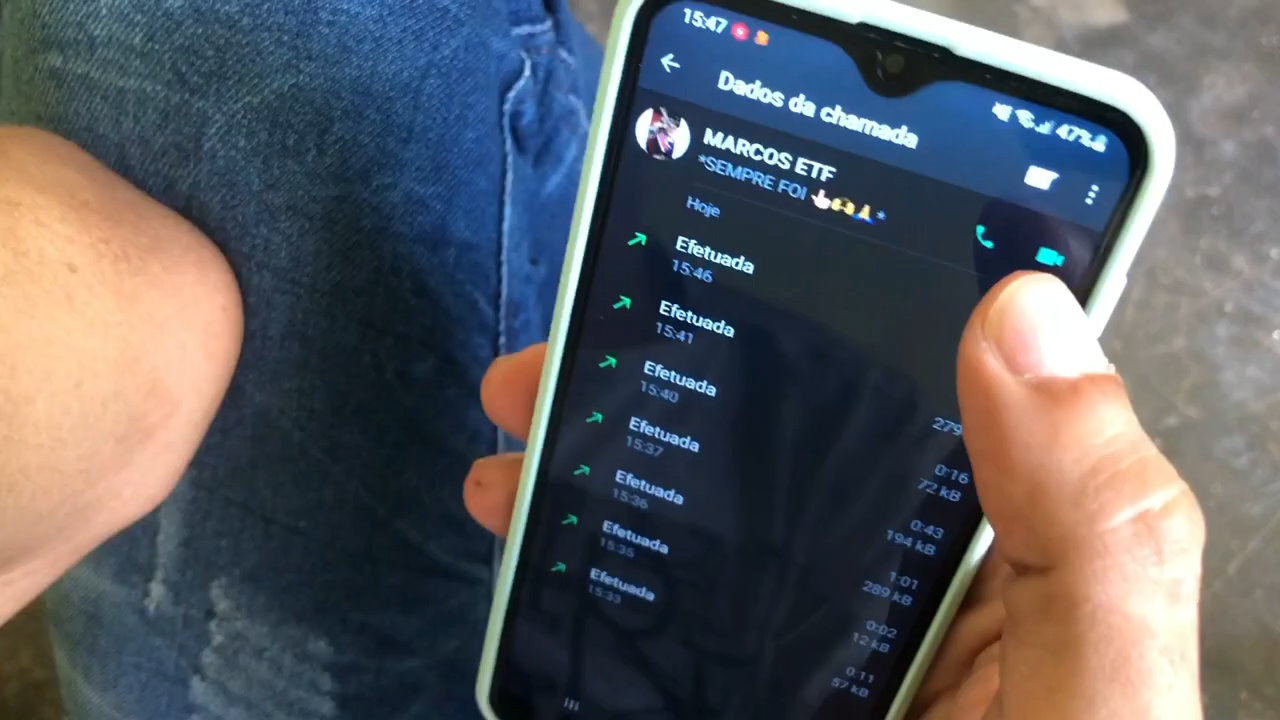 15:47
47%
Dados da chamada
MARCOS ETF
*SEMPRE FOI 👆🏻🙌🙏*
Hoje
Efetuada
15:46
Efetuada
15:41
Efetuada
15:40
279
Efetuada
15:37
0:16
72 kB
Efetuada
15:36
0:43
194 kB
Efetuada
15:35
1:01
289 kB
Efetuada
15:33
0:02
12 kB
0:11
57 kB